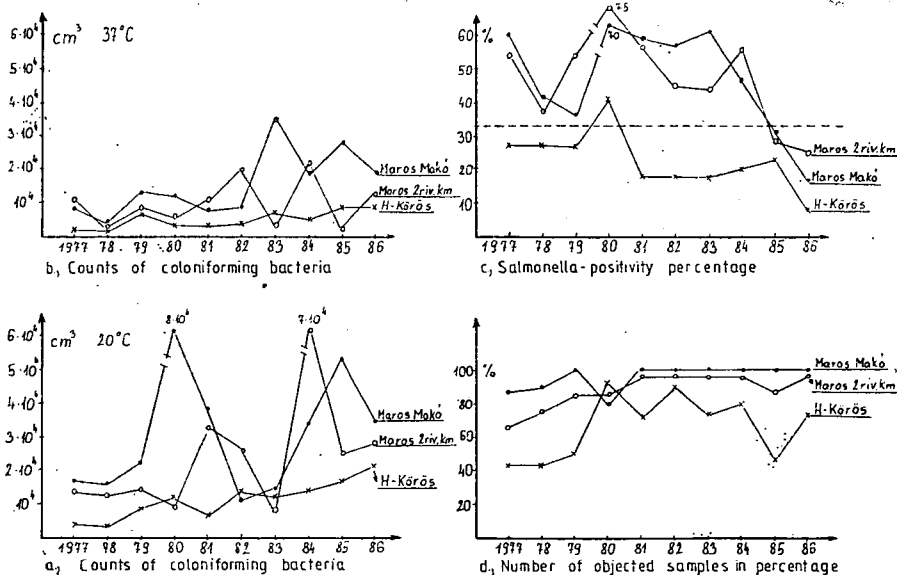 cm³ 37°C
5·10⁴
4·10⁴
3·10⁴
2·10⁴
10⁴
Maros Makó
Maros 2riv.km
H-Körös
1977 78 79 80 81 82 83 84 85 86
b, Counts of coloniforming bacteria
%
60
50
40
30
20
10
75
70
Maros 2riv.km
Maros Makó
H-Körös
1977 78 79 80 81 82 83 84 85 86
c, Salmonella-positivity percentage
cm³ 20°C
6·10⁴
5·10⁴
4·10⁴
3·10⁴
2·10⁴
10⁴
8·10⁴
7·10⁴
Maros Makó
Maros 2riv.km
H-Körös
1977 78 79 80 81 82 83 84 85 86
a, Counts of coloniforming bacteria
%
100
80
60
40
20
Maros Makó
Maros 2riv.km
H-Körös
1977 78 79 80 81 82 83 84 85 86
d, Number of objected samples in percentage